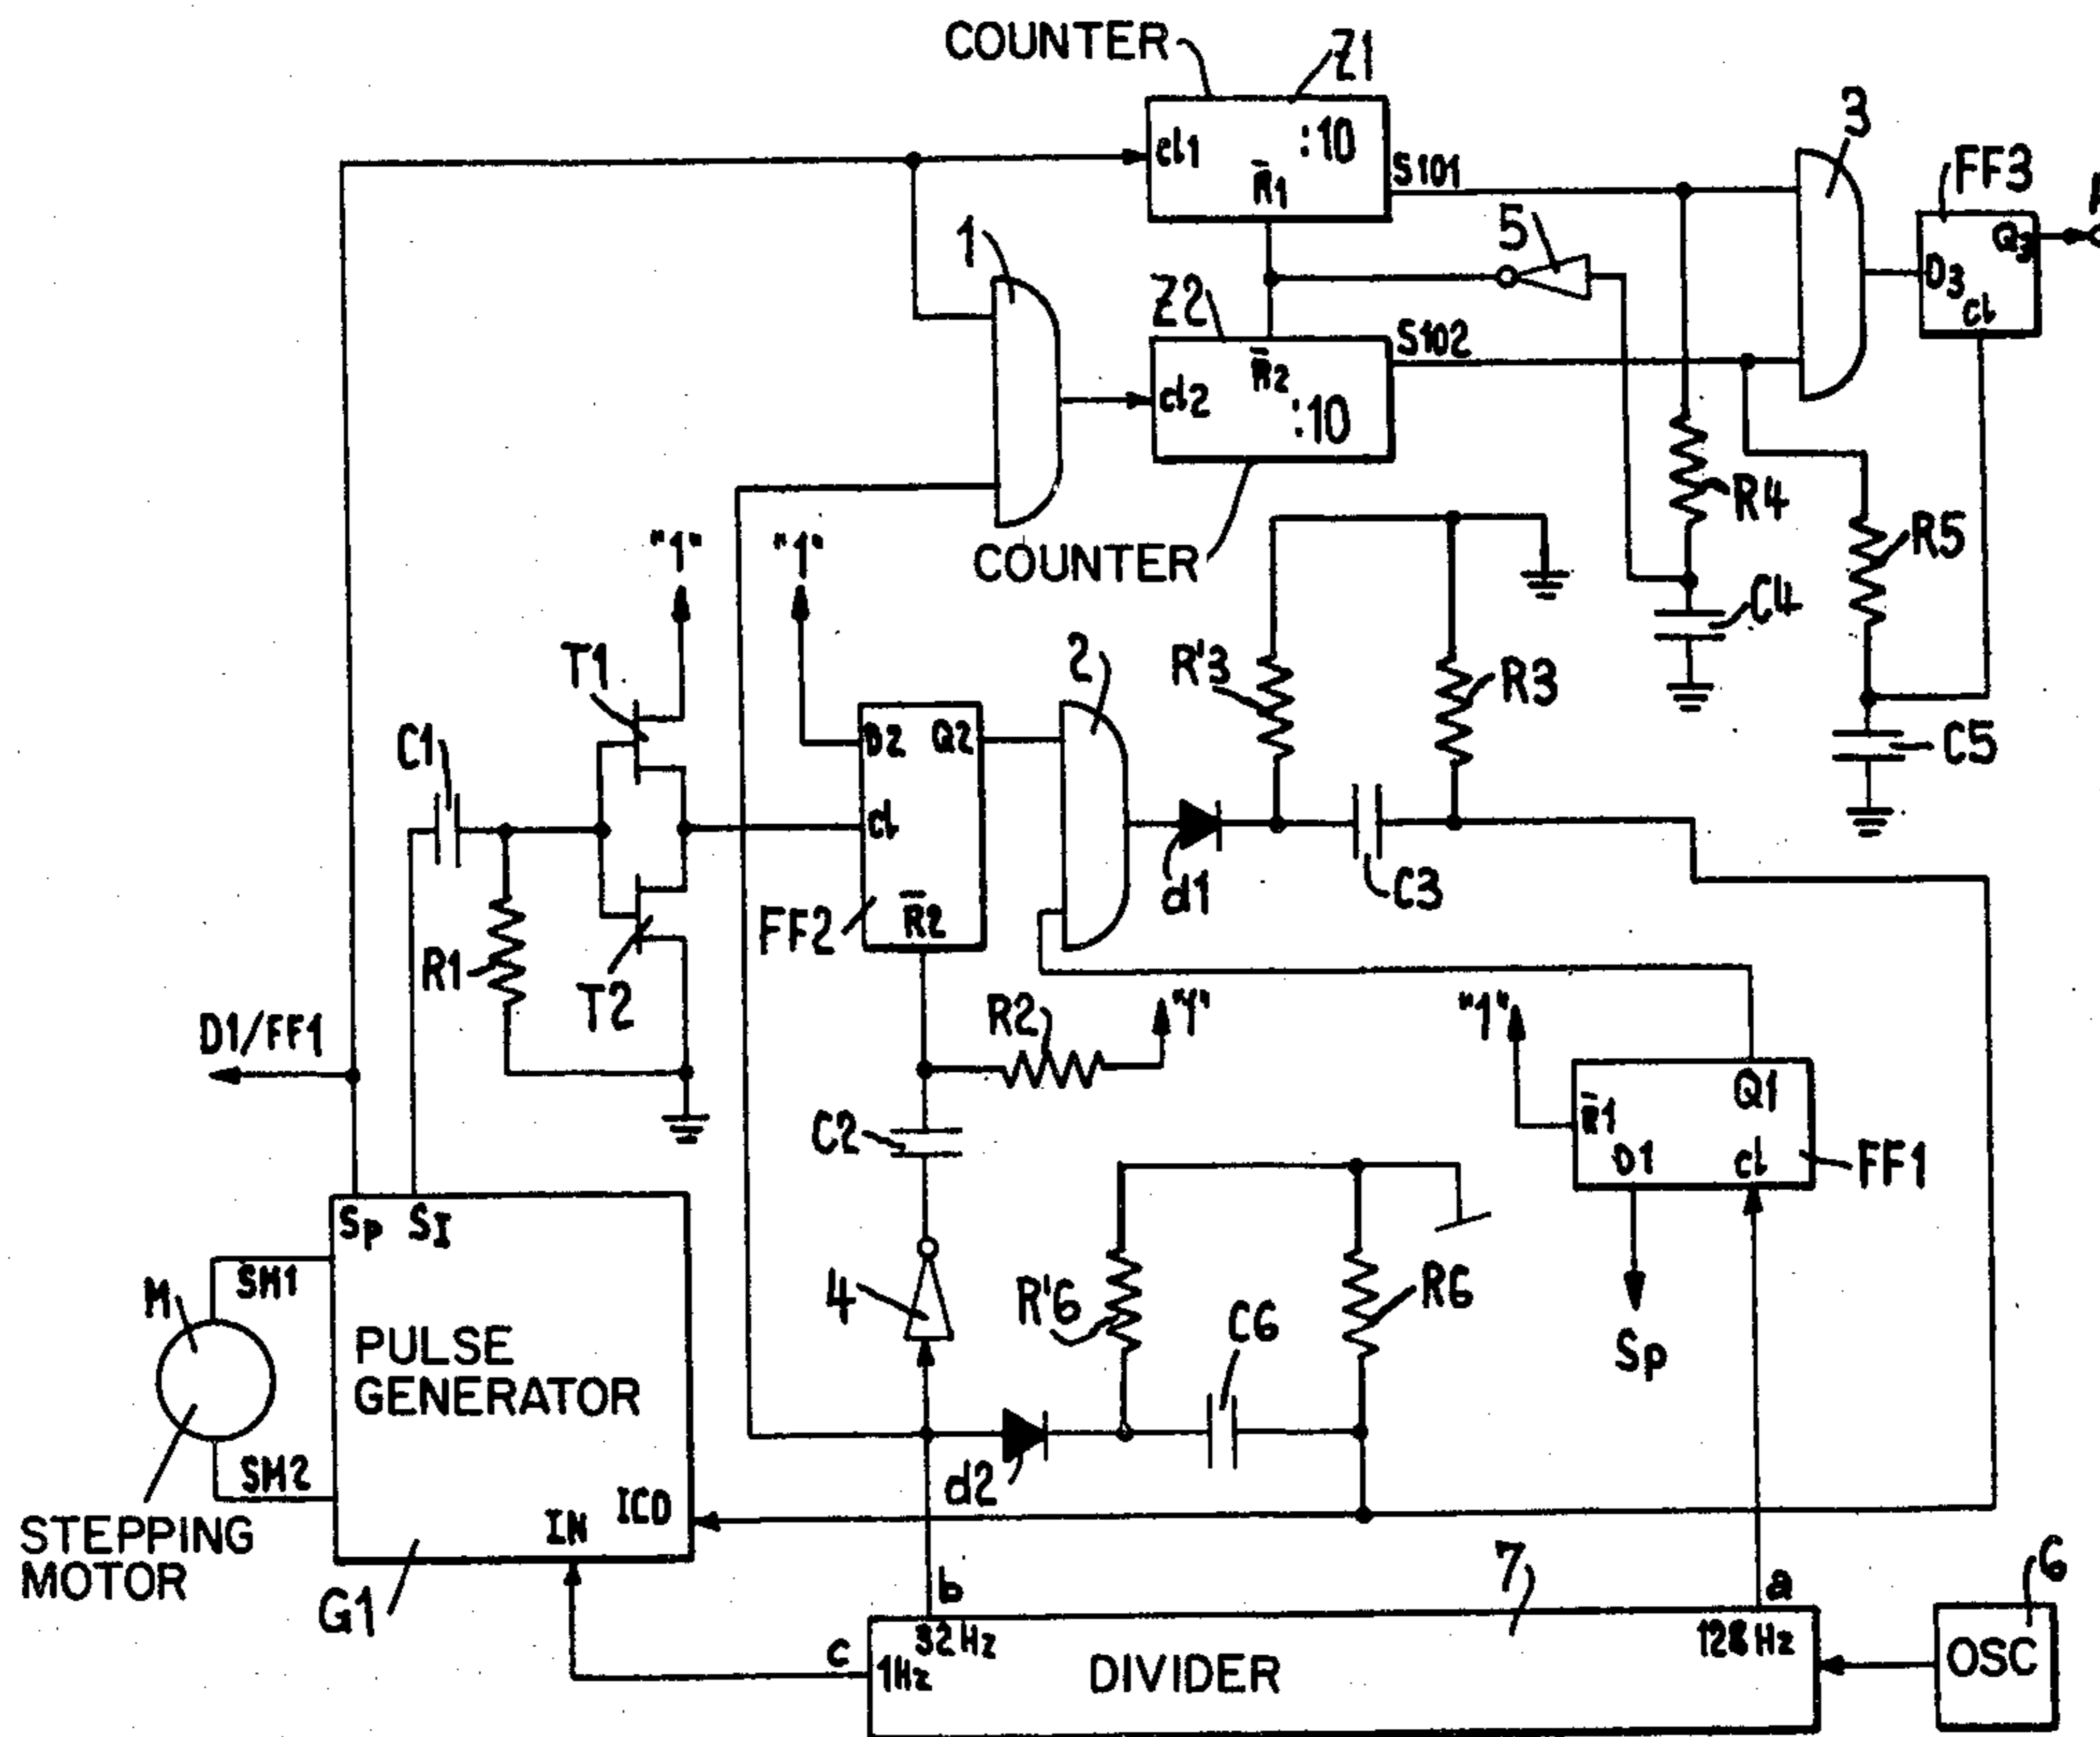 COUNTER
Z1
3
cl1
:10
R̄1
S101
FF3
Q3
D3
cl
1
5
Z2
S102
R̄2
cl2
:10
R4
"1"
"1"
COUNTER
R5
C4
T1
2
R'3
R3
C1
D2
Q2
C5
cl
d1
C3
FF2
R̄2
R1
T2
D1/FF1
R2
"1"
"1"
Q1
R̄1
C2
D1
cl
FF1
Sp
SI
SM1
M
4
R'6
C6
R6
Sp
PULSE
GENERATOR
SM2
d2
ICD
IN
STEPPING
MOTOR
G1
b
7
a
6
c
32Hz
128Hz
1Hz
DIVIDER
OSC